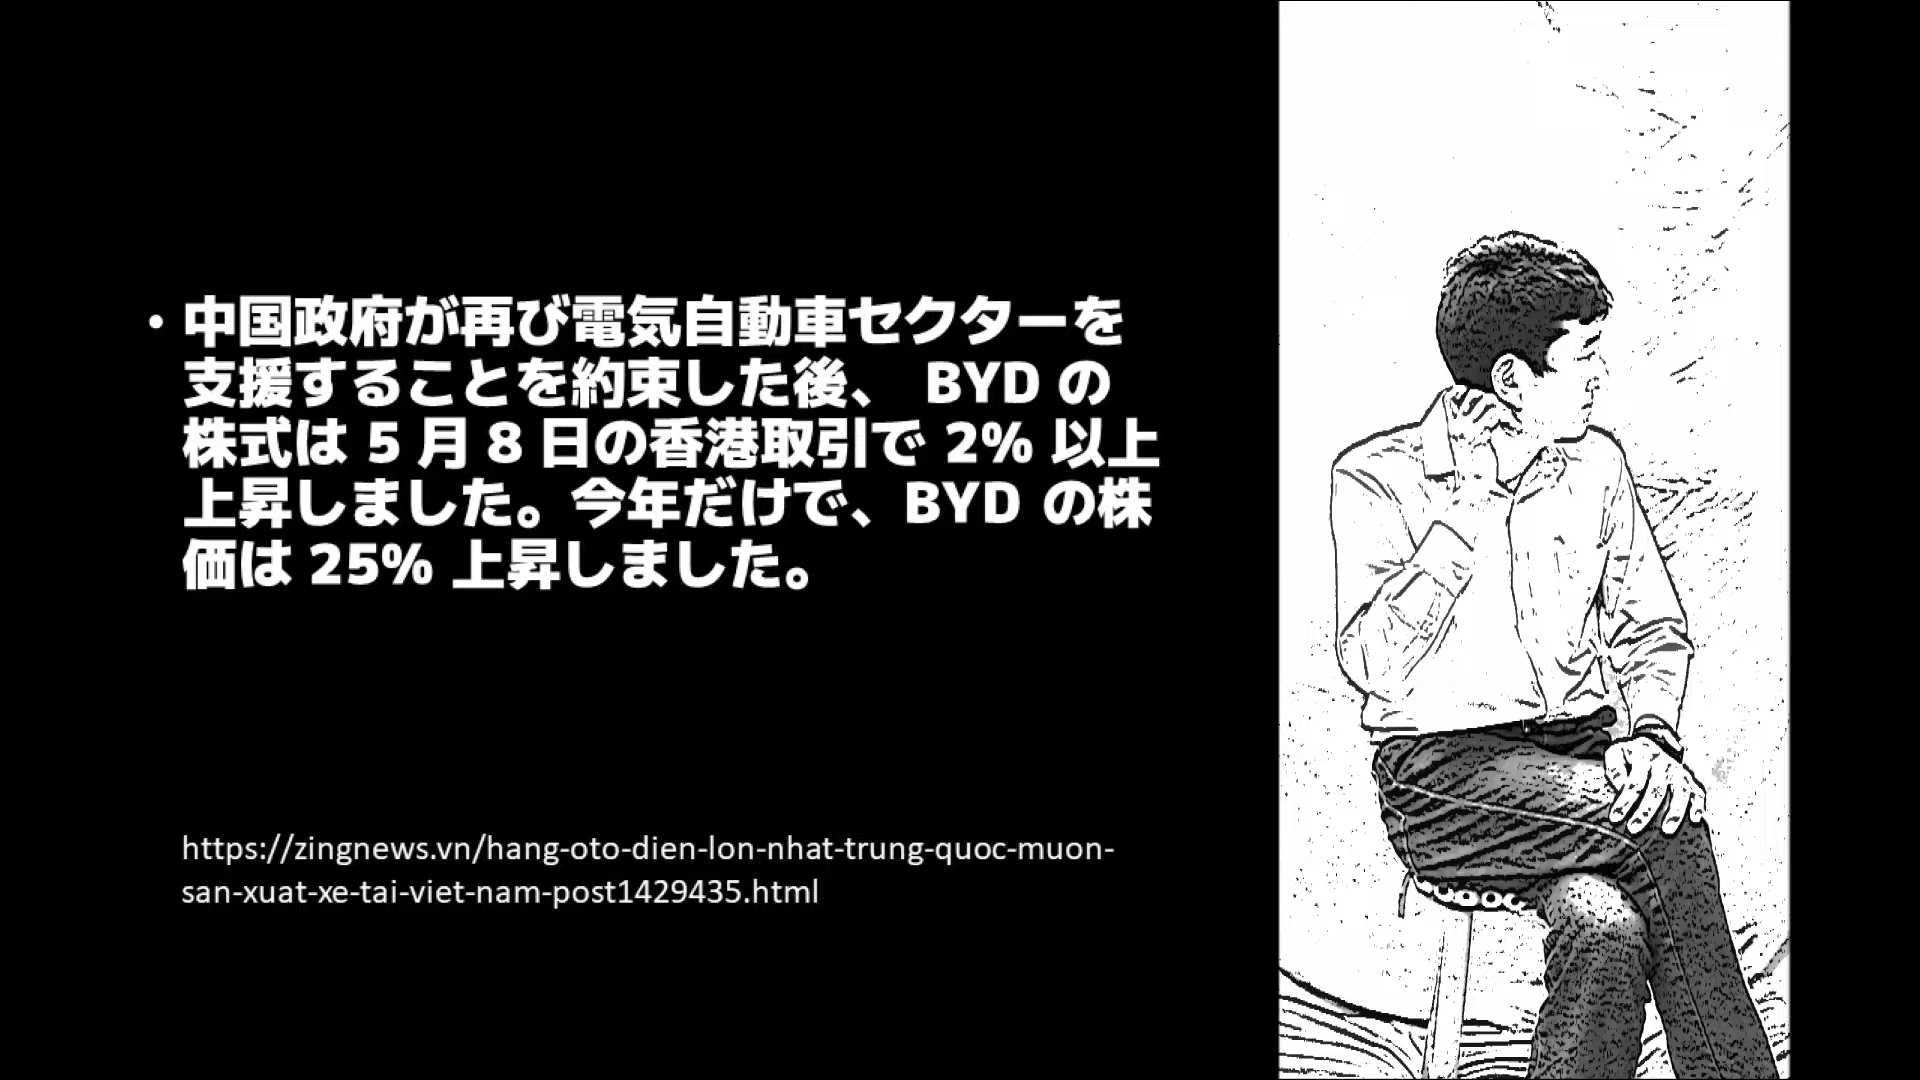 • 中国政府が再び電気自動車セクターを
支援することを約束した後、 BYD の
株式は 5 月 8 日の香港取引で 2% 以上
上昇しました。今年だけで、BYD の株
価は 25% 上昇しました。
https://zingnews.vn/hang-oto-dien-lon-nhat-trung-quoc-muon-
san-xuat-xe-tai-viet-nam-post1429435.html